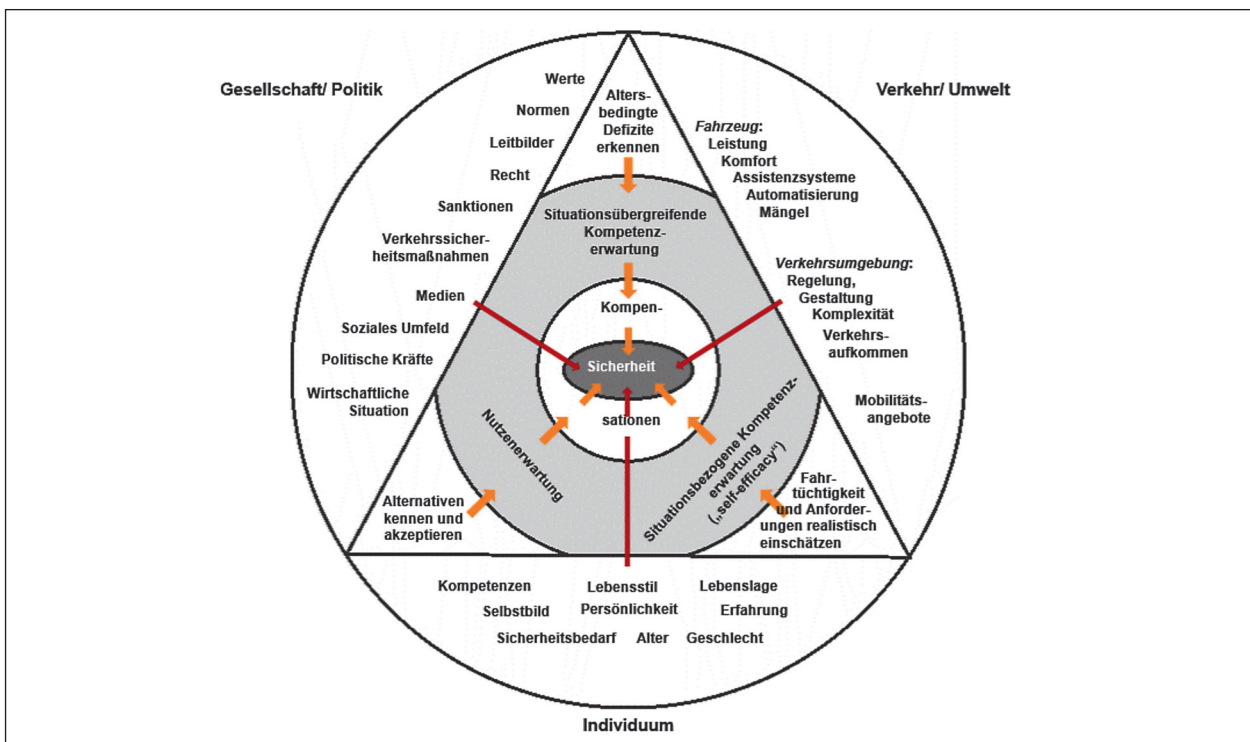 Gesellschaft/ Politik
Werte
Normen
Leitbilder
Recht
Sanktionen
Verkehrssicher-
heitsmaßnahmen
Medien
Soziales Umfeld
Politische Kräfte
Wirtschaftliche
Situation
Verkehr/ Umwelt
Fahrzeug:
Leistung
Komfort
Assistenzsysteme
Automatisierung
Mängel
Verkehrsumgebung:
Regelung,
Gestaltung
Komplexität
Verkehrs-
aufkommen
Mobilitäts-
angebote
Alters-
bedingte
Defizite
erkennen
Situationsübergreifende
Kompetenz-
erwartung
Kompen-
Sicherheit
sationen
Nutzenerwartung
Situationsbezogene Kompetenz-
erwartung
(„self-efficacy“)
Alternativen
kennen und
akzeptieren
Fahr-
tüchtigkeit
und Anforder-
ungen realistisch
einschätzen
Kompetenzen Lebensstil Lebenslage
Selbstbild Persönlichkeit Erfahrung
Sicherheitsbedarf Alter Geschlecht
Individuum